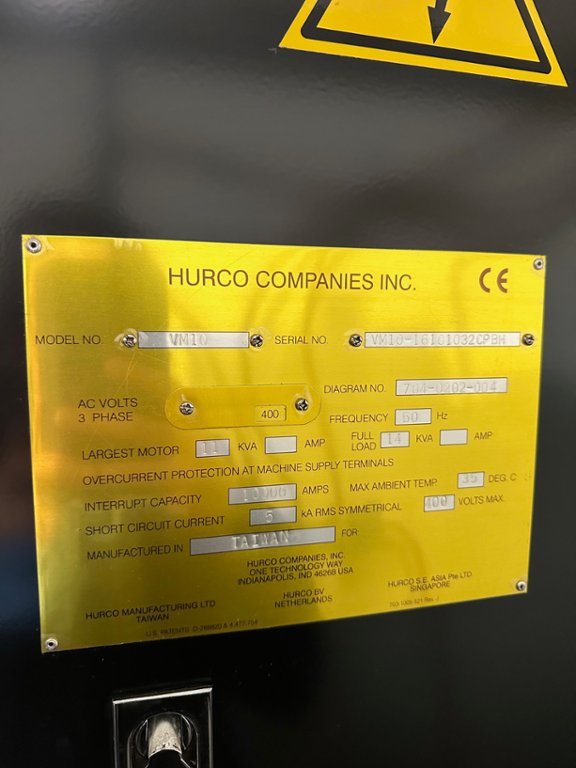 HURCO COMPANIES INC. CE
MODEL NO. VM10 SERIAL NO. VM10-16101032CPBH
DIAGRAM NO. 704-0202-004
AC VOLTS
3 PHASE 400 FREQUENCY 50 Hz
LARGEST MOTOR 11 KVA AMP FULL LOAD 14 KVA AMP
OVERCURRENT PROTECTION AT MACHINE SUPPLY TERMINALS
INTERRUPT CAPACITY 10000 AMPS MAX AMBIENT TEMP. 35 DEG. C
SHORT CIRCUIT CURRENT 5 kA RMS SYMMETRICAL 400 VOLTS MAX.
MANUFACTURED IN TAIWAN FOR:
HURCO COMPANIES, INC.
ONE TECHNOLOGY WAY
INDIANAPOLIS, IND 46268 USA
HURCO MANUFACTURING LTD
TAIWAN
HURCO BV
NETHERLANDS
HURCO S.E. ASIA Pte LTD
SINGAPORE
U.S. PATENTS